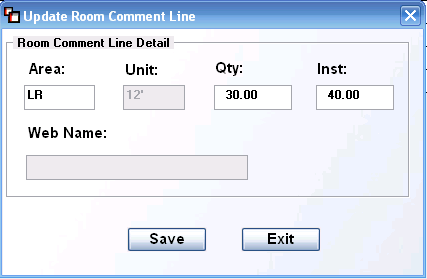 Update Room Comment Line
Room Comment Line Detail
Area: Unit: Qty: Inst:
LR 12' 30.00 40.00
Web Name:
Save Exit